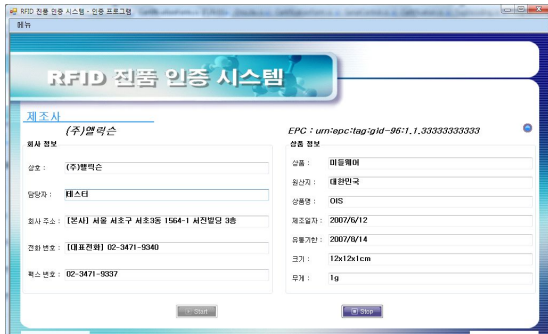 RFID 진품 인증 시스템 - 인증 프로그램
메뉴
RFID 진품 인증 시스템
제조사
(주)앨릭슨
EPC : urn:epc:tag:gid-96:1.1.33333333333
회사 정보
상품 정보
상호 : (주)앨릭슨
상품 : 미들웨어
원산지 : 대한민국
담당자 : 테스터
상품명 : OIS
회사 주소 : [본사] 서울 서초구 서초3동 1564-1 서진빌딩 3층
제조일자 : 2007/6/12
유통기한 : 2007/8/14
전화 번호 : [대표전화] 02-3471-9340
크기 : 12x12x1cm
팩스 번호 : 02-3471-9337
무게 : 1g
Start
Stop